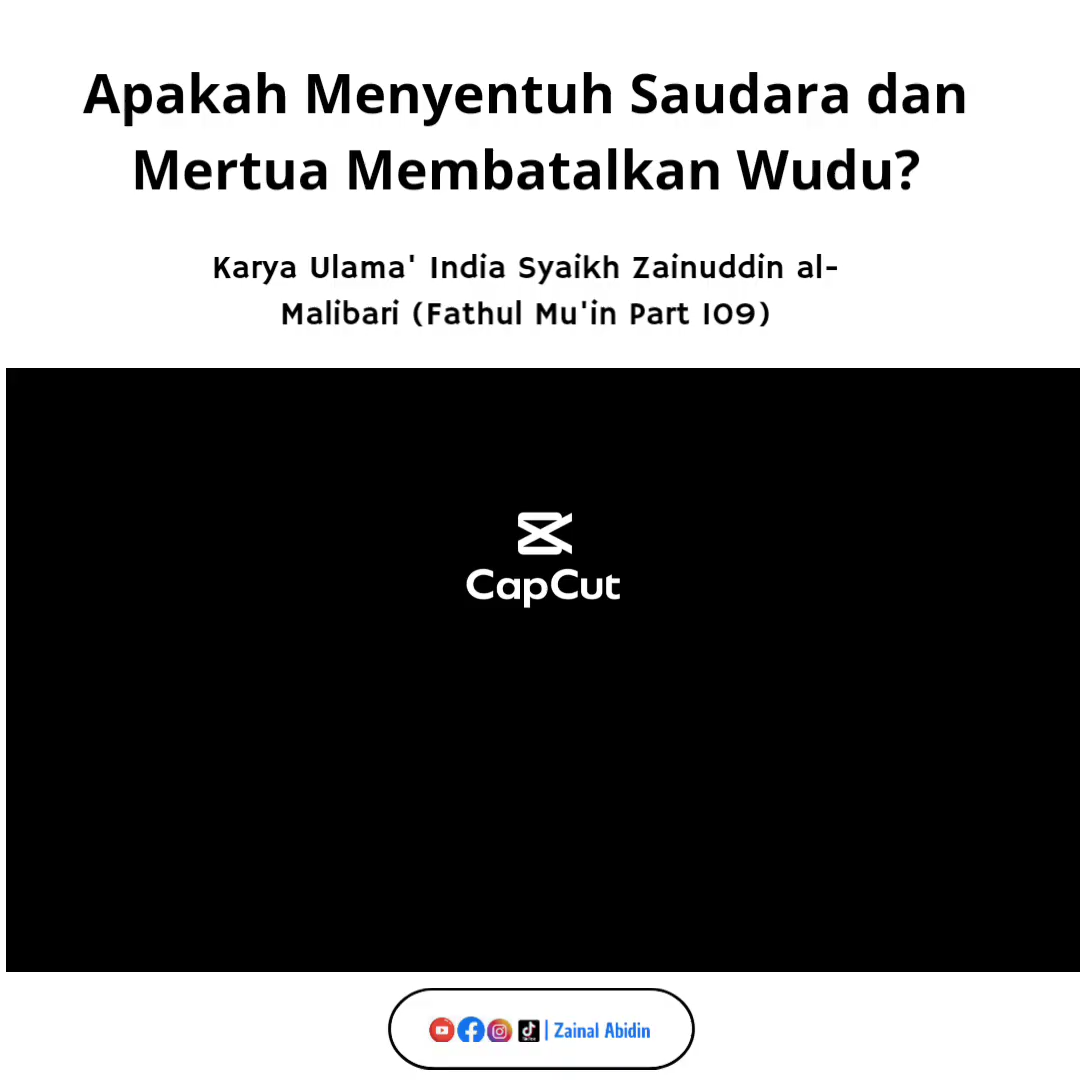 Apakah Menyentuh Saudara dan
Mertua Membatalkan Wudu?
Karya Ulama' India Syaikh Zainuddin al-
Malibari (Fathul Mu'in Part 109)
CapCut
| Zainal Abidin